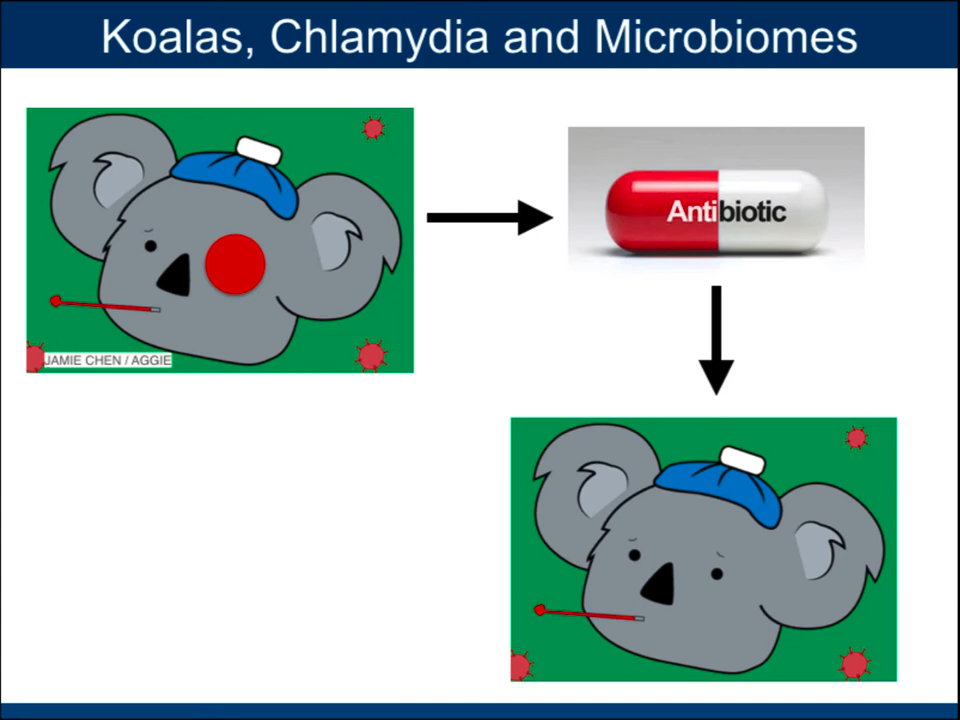 Koalas, Chlamydia and Microbiomes
Antibiotic
JAMIE CHEN / AGGIE